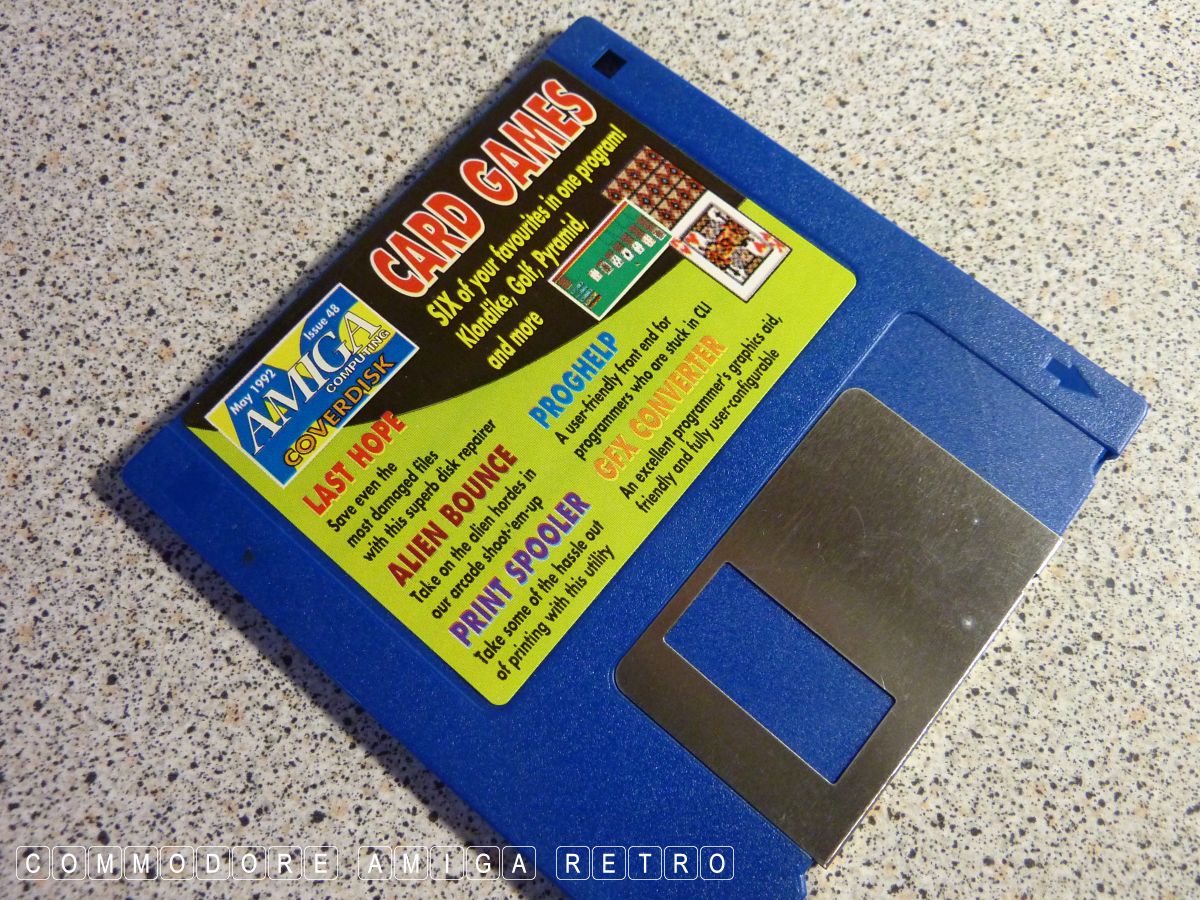 CARD GAMES
SIX of your favourites in one program!
Klondike, Golf, Pyramid,
and more
May 1992
Issue 48
AMIGA
COMPUTING
COVERDISK
LAST HOPE
Save even the
most damaged files
with this superb disk repairer
ALIEN BOUNCE
Take on the alien hordes in
our arcade shoot-'em-up
PRINT SPOOLER
Take some of the hassle out
of printing with this utility
PROGHELP
A user-friendly front end for
programmers who are stuck in CLI
GFX CONVERTER
An excellent programmer's graphics aid,
friendly and fully user-configurable
COMMODORE AMIGA RETRO